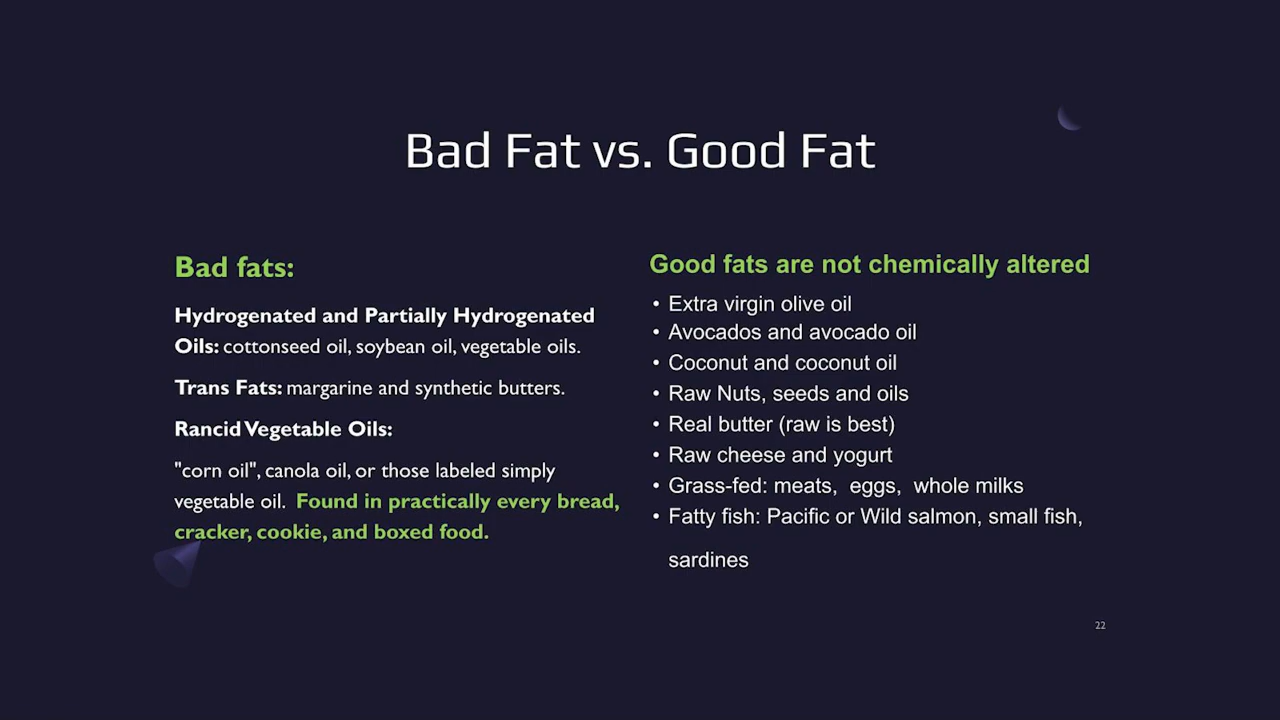 Bad Fat vs. Good Fat
Bad fats:
Hydrogenated and Partially Hydrogenated
Oils: cottonseed oil, soybean oil, vegetable oils.
Trans Fats: margarine and synthetic butters.
Rancid Vegetable Oils:
"corn oil", canola oil, or those labeled simply
vegetable oil. Found in practically every bread,
cracker, cookie, and boxed food.
Good fats are not chemically altered
• Extra virgin olive oil
• Avocados and avocado oil
• Coconut and coconut oil
• Raw Nuts, seeds and oils
• Real butter (raw is best)
• Raw cheese and yogurt
• Grass-fed: meats, eggs, whole milks
• Fatty fish: Pacific or Wild salmon, small fish,
sardines
22